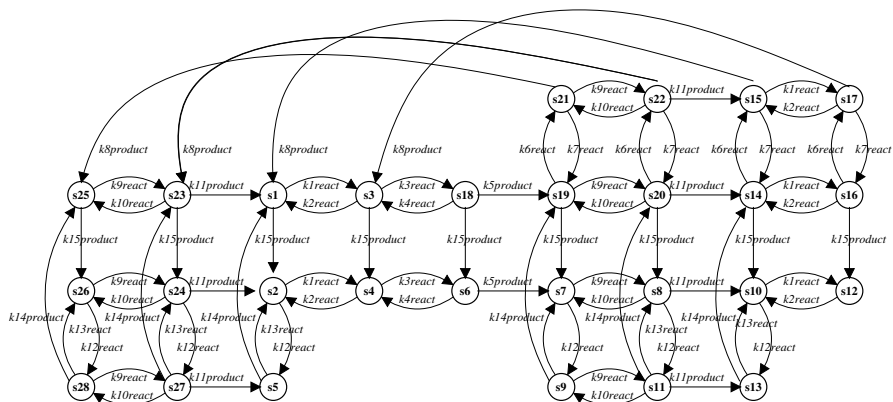 k9react k11product k1react
s21 s22 s15 s17
k10react k2react
k8product k8product k8product k8product k6react k7react k6react k7react k6react k7react k6react k7react
k9react k11product k1react k3react k5product k9react k11product k1react
s25 s23 s1 s3 s18 s19 s20 s14 s16
k10react k2react k4react k10react k2react
k15product k15product k15product k15product k15product k15product k15product k15product k15product
k9react k11product k1react k3react k5product k9react k11product k1react
s26 s24 s2 s4 s6 s7 s8 s10 s12
k10react k2react k4react k10react k2react
k14product k14product k14product k14product k14product k14product
k13react k13react k13react k13react k13react k13react
k12react k12react k12react k12react k12react k12react
k9react k11product k9react k11product
s28 s27 s5 s9 s11 s13
k10react k10react